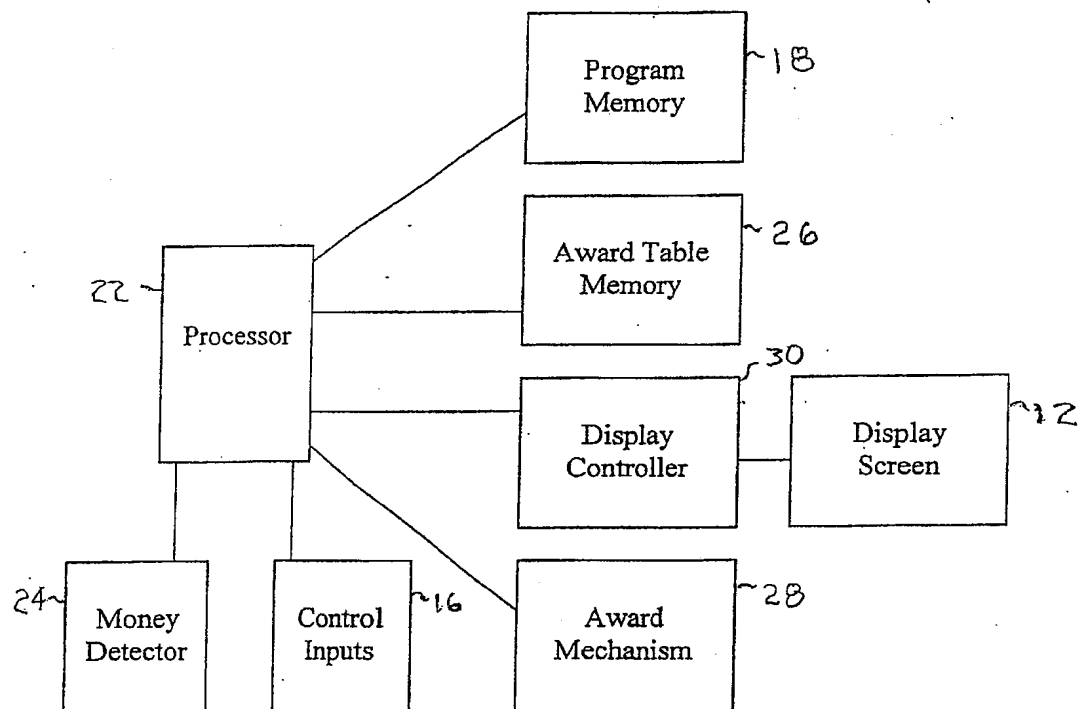 Program
Memory
18
Award Table
Memory
26
22
Processor
30
Display
Controller
Display
Screen
12
24
Money
Detector
Control
Inputs
16
Award
Mechanism
28